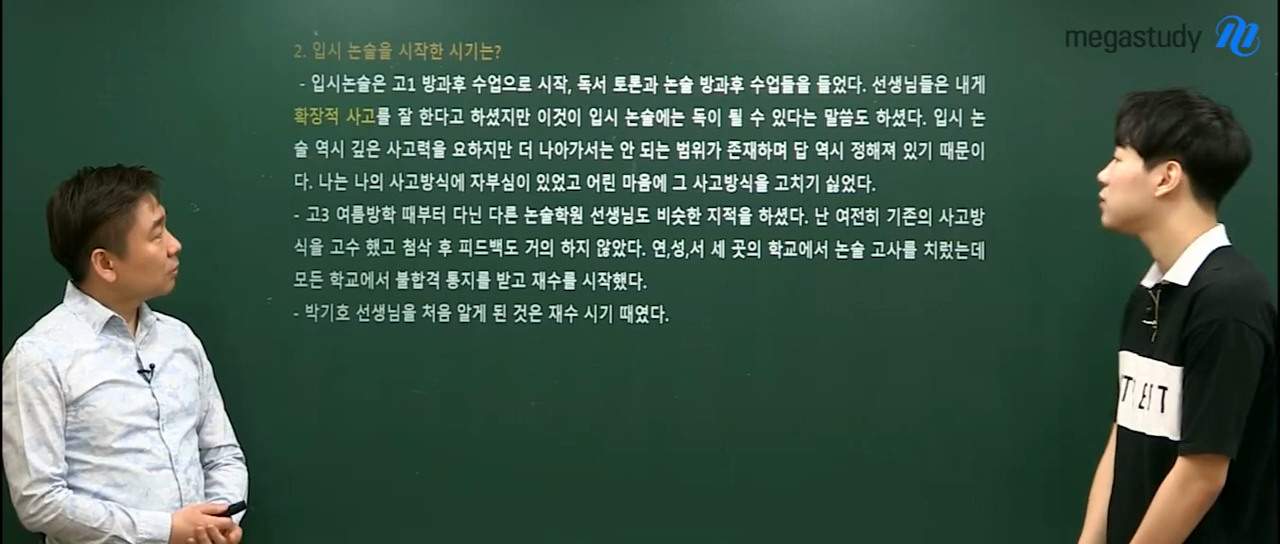 megastudy
2. 입시 논술을 시작한 시기는?
- 입시논술은 고1 방과후 수업으로 시작, 독서 토론과 논술 방과후 수업들을 들었다. 선생님들은 내게
확장적 사고를 잘 한다고 하셨지만 이것이 입시 논술에는 독이 될 수 있다는 말씀도 하셨다. 입시 논
술 역시 깊은 사고력을 요하지만 더 나아가서는 안 되는 범위가 존재하며 답 역시 정해져 있기 때문이
다. 나는 나의 사고방식에 자부심이 있었고 어린 마음에 그 사고방식을 고치기 싫었다.
- 고3 여름방학 때부터 다닌 다른 논술학원 선생님도 비슷한 지적을 하셨다. 난 여전히 기존의 사고방
식을 고수 했고 첨삭 후 피드백도 거의 하지 않았다. 연,성,서 세 곳의 학교에서 논술 고사를 치렀는데
모든 학교에서 불합격 통지를 받고 재수를 시작했다.
- 박기호 선생님을 처음 알게 된 것은 재수 시기 때였다.